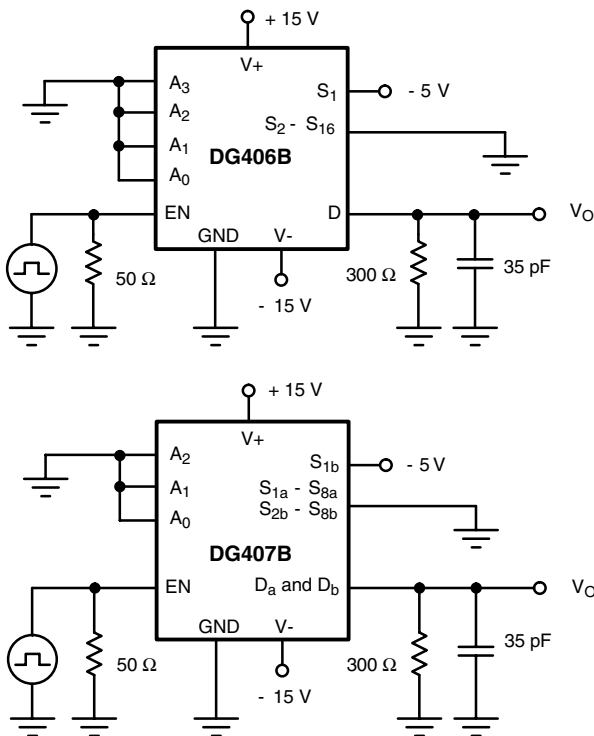 + 15 V
V+
A3
S1
- 5 V
A2
S2 - S16
A1
DG406B
A0
EN
D
VO
GND
V-
50 Ω
300 Ω
35 pF
- 15 V
+ 15 V
V+
A2
S1b
- 5 V
A1
S1a - S8a
A0
S2b - S8b
DG407B
EN
Da and Db
VO
GND
V-
50 Ω
300 Ω
35 pF
- 15 V